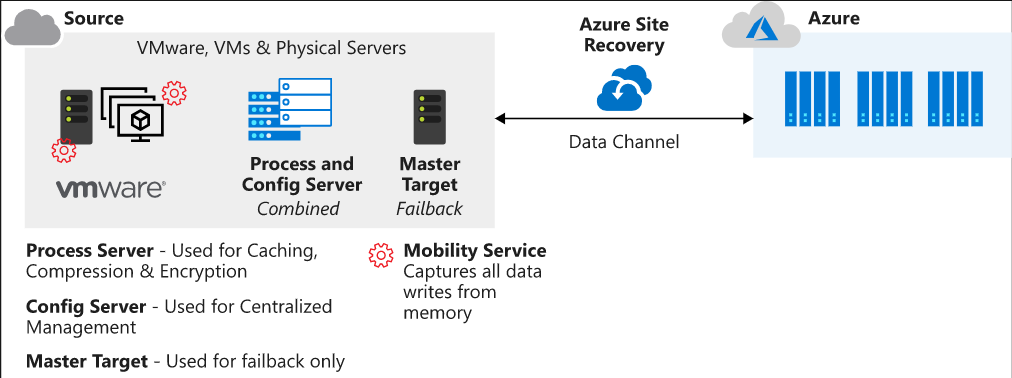 Source
VMware, VMs & Physical Servers
vmware®
Process and
Config Server
Combined
Master
Target
Failback
Azure Site
Recovery
Data Channel
Azure
Process Server - Used for Caching,
Compression & Encryption
Config Server - Used for Centralized
Management
Master Target - Used for failback only
Mobility Service
Captures all data
writes from
memory